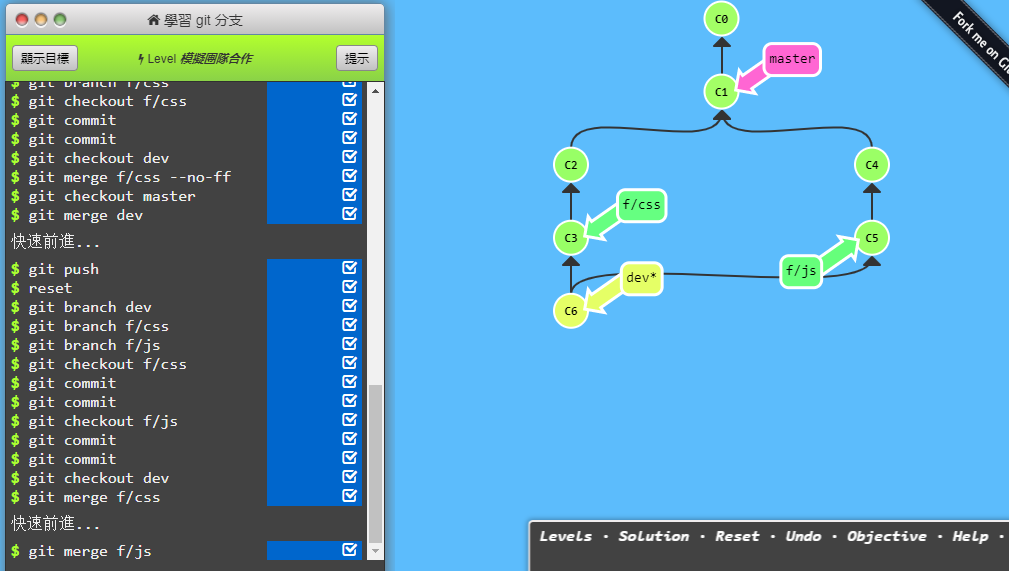 學習 git 分支
顯示目標
Level 模擬團隊合作
提示
$ git branch f/css
$ git checkout f/css
$ git commit
$ git commit
$ git checkout dev
$ git merge f/css --no-ff
$ git checkout master
$ git merge dev
快速前進...
$ git push
$ reset
$ git branch dev
$ git branch f/css
$ git branch f/js
$ git checkout f/css
$ git commit
$ git commit
$ git checkout f/js
$ git commit
$ git commit
$ git checkout dev
$ git merge f/css
快速前進...
$ git merge f/js
C0
master
C1
C2
C4
f/css
C3
C5
f/js
dev*
C6
Fork me on
Levels · Solution · Reset · Undo · Objective · Help ·